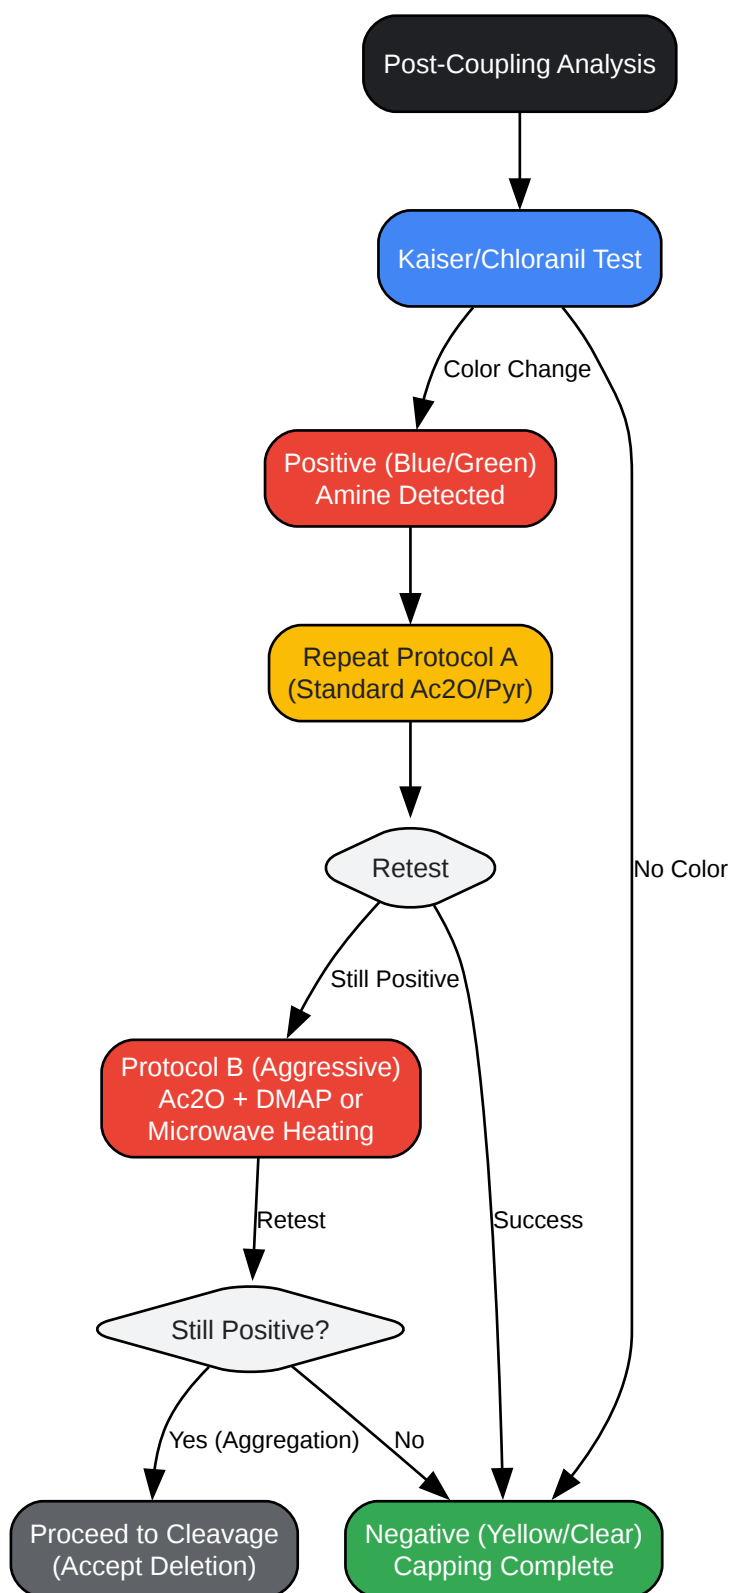 Post-Coupling Analysis
Kaiser/Chloranil Test
Color Change
Positive (Blue/Green)
Amine Detected
Repeat Protocol A
(Standard Ac2O/Pyr)
Retest
No Color
Still Positive
Protocol B (Aggressive)
Ac2O + DMAP or
Microwave Heating
Retest
Success
Still Positive?
Yes (Aggregation)
No
Proceed to Cleavage
(Accept Deletion)
Negative (Yellow/Clear)
Capping Complete